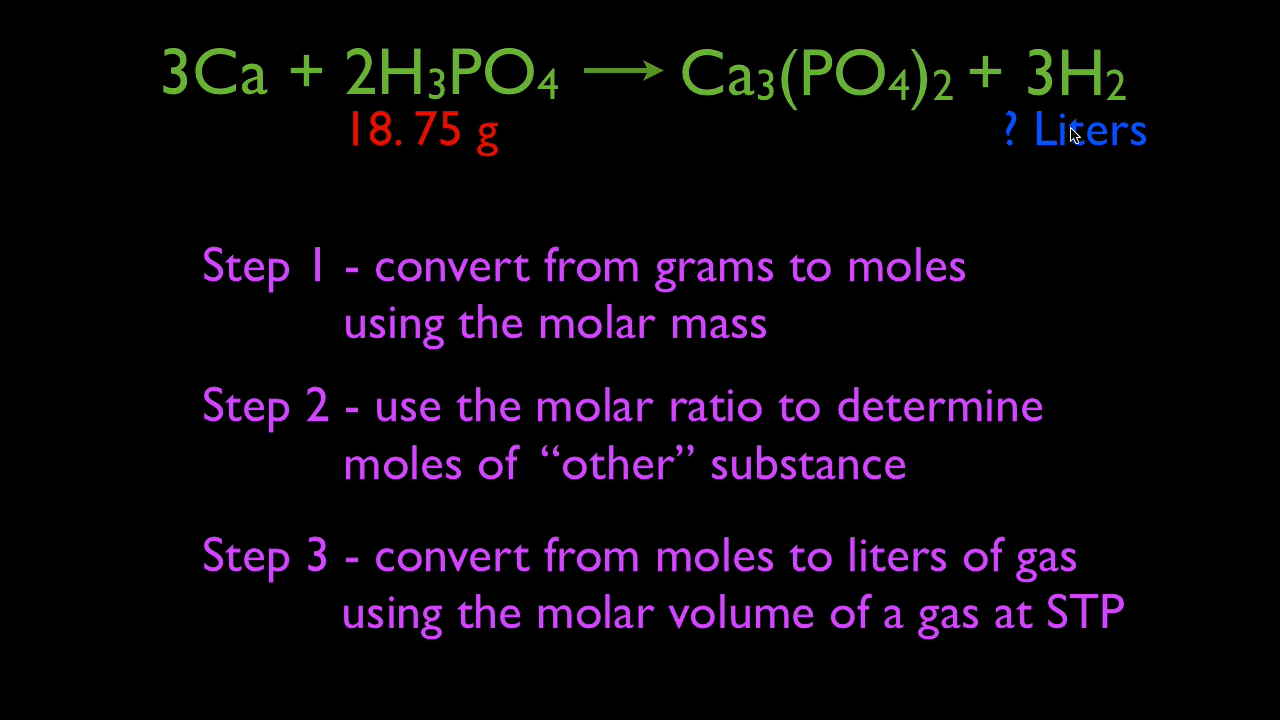 3Ca + 2H₃PO₄ ⟶ Ca₃(PO₄)₂ + 3H₂
18. 75 g ? Liters
Step 1 - convert from grams to moles
using the molar mass
Step 2 - use the molar ratio to determine
moles of “other” substance
Step 3 - convert from moles to liters of gas
using the molar volume of a gas at STP